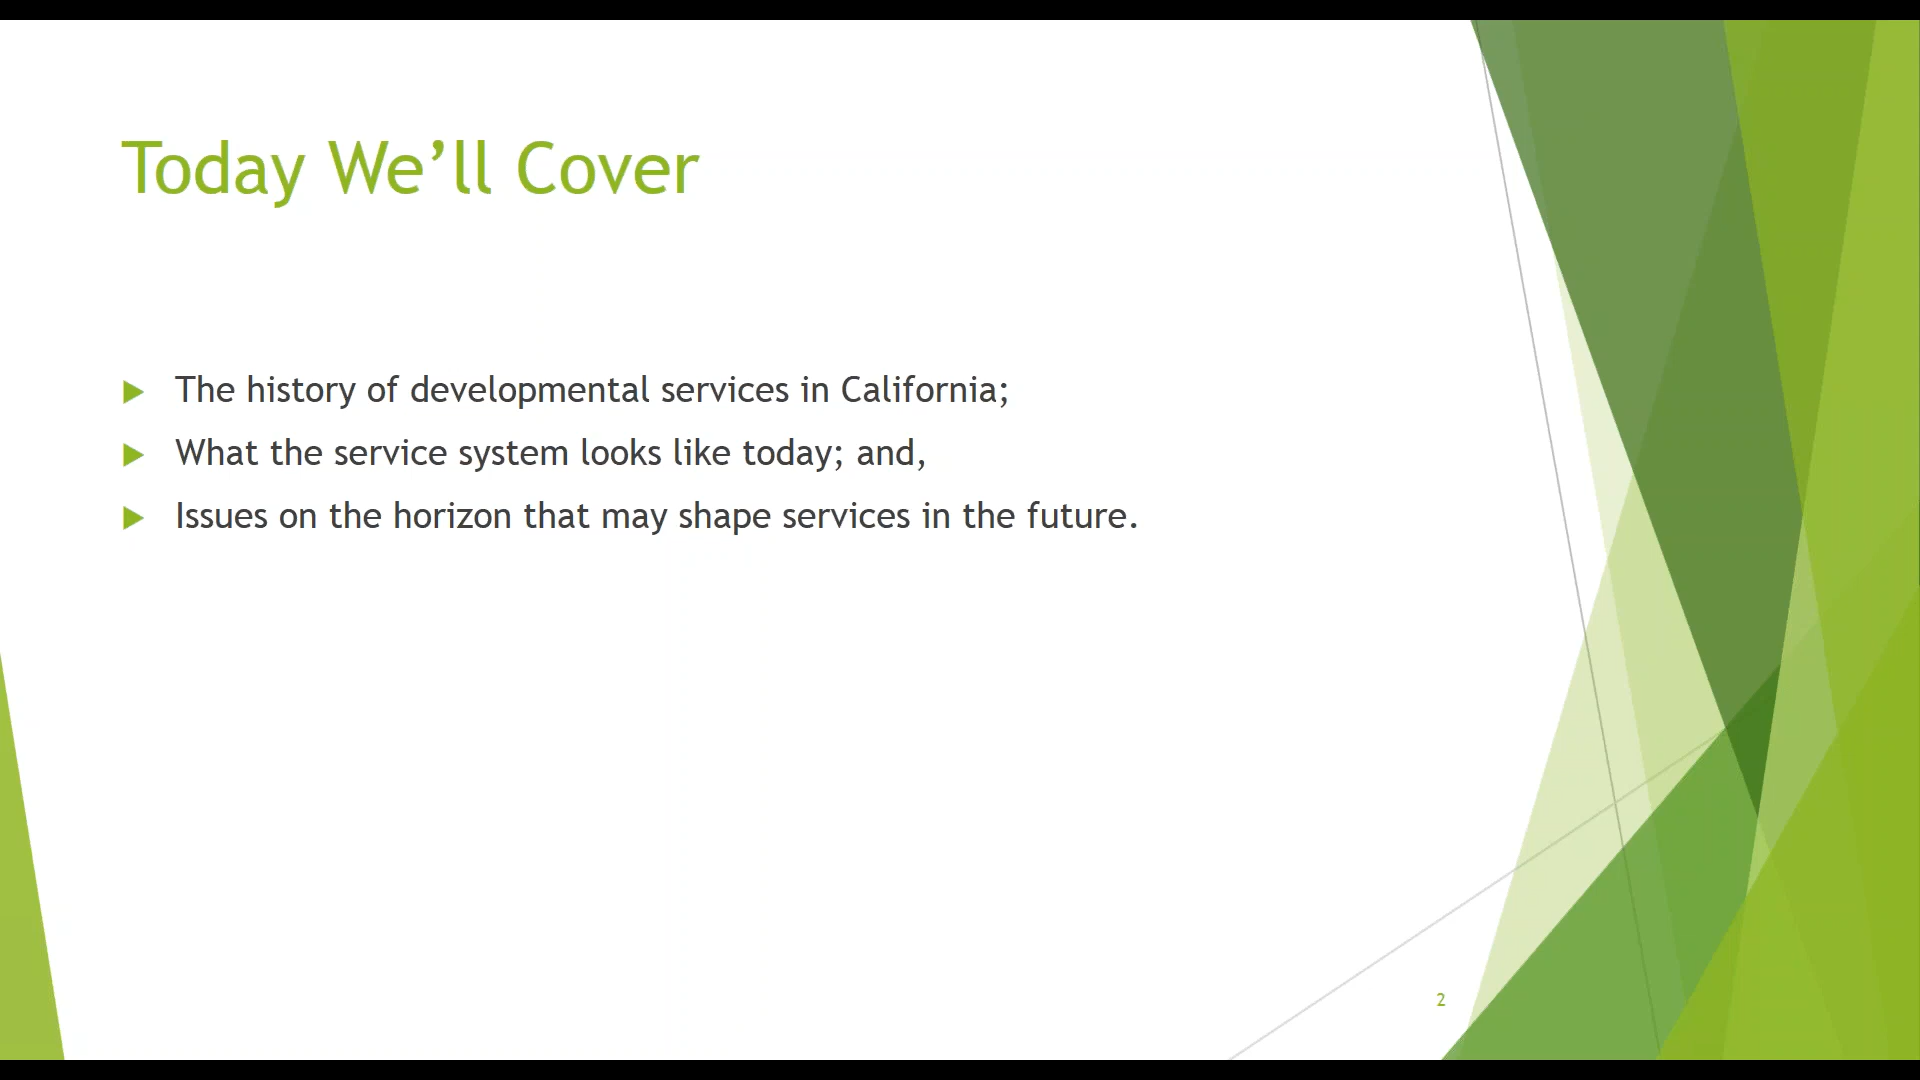 Today We’ll Cover
The history of developmental services in California;
What the service system looks like today; and,
Issues on the horizon that may shape services in the future.
2